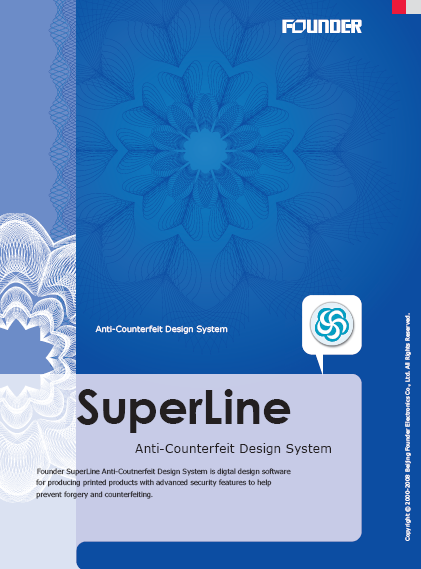 FOUNDER
Anti-Counterfeit Design System
SuperLine
Anti-Counterfeit Design System
Founder SuperLine Anti-Coutnerfeit Design System is digtal design software
for producing printed products with advanced security features to help
prevent forgery and counterfeiting.
Copyright © 2000-2008 Beijing Founder Electronics Co., Ltd. All Rights Reserved.